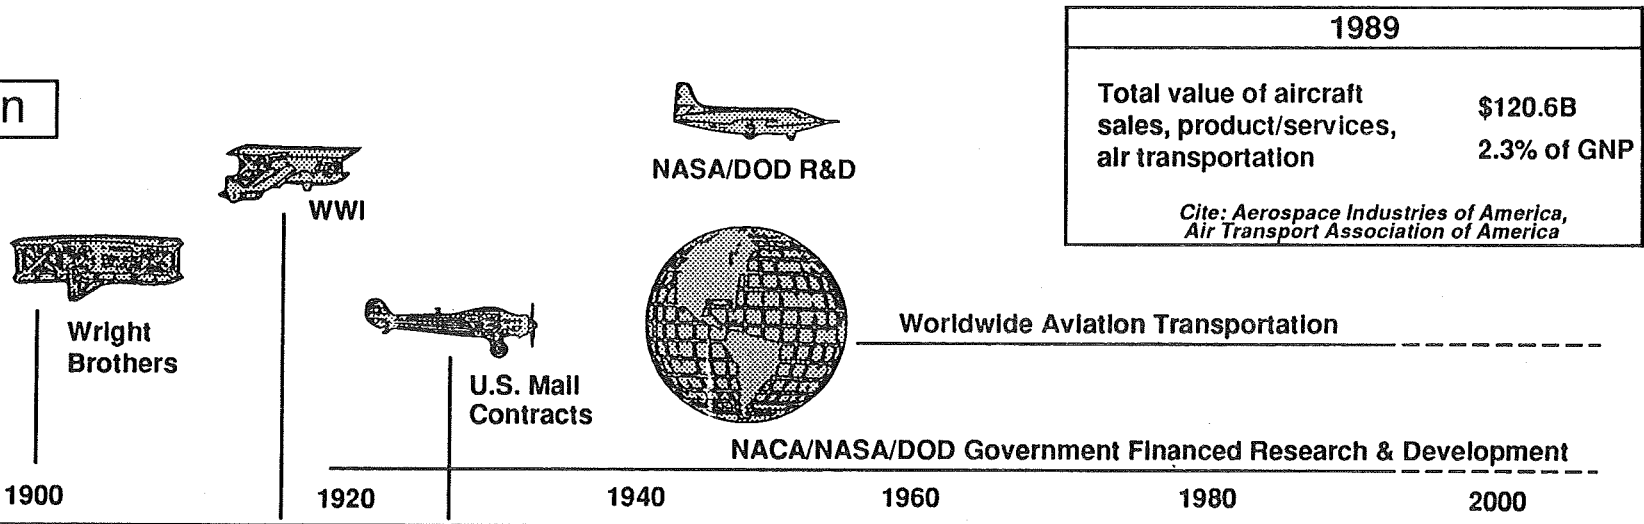 1989
n
Total value of aircraft
sales, product/services,
air transportation
$120.6B
2.3% of GNP
NASA/DOD R&D
WWI
Cite: Aerospace Industries of America,
Air Transport Association of America
Wright
Brothers
Worldwide Aviation Transportation
U.S. Mail
Contracts
NACA/NASA/DOD Government Financed Research & Development
1900
1920
1940
1960
1980
2000